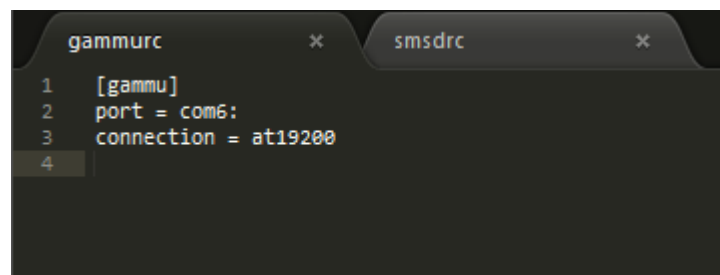 gammurc × smsdrc ×
1 [gammu]
2 port = com6:
3 connection = at19200
4